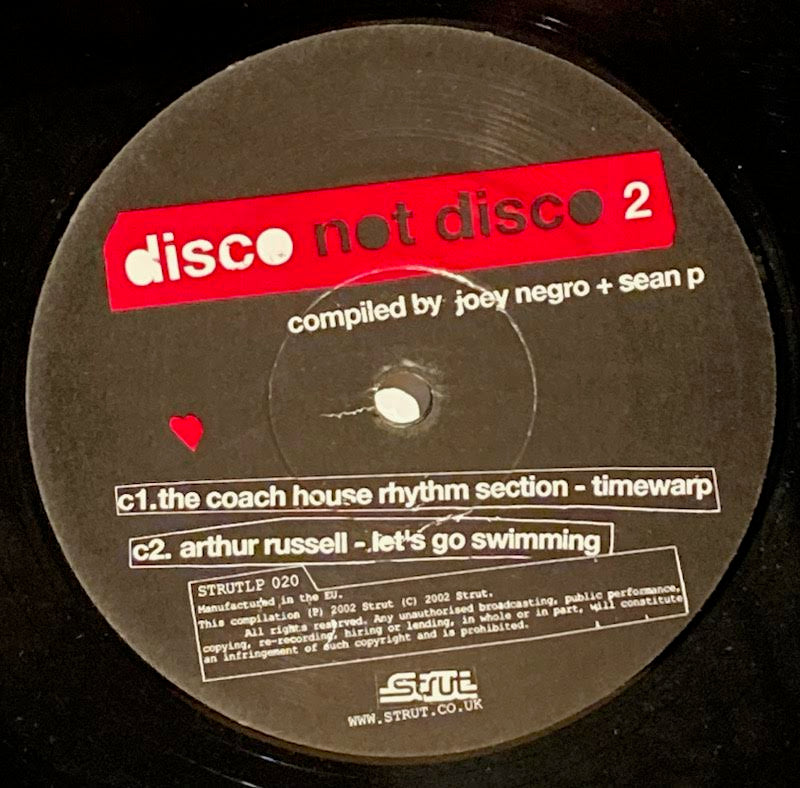 disco not disco 2
compiled by joey negro + sean p
c1.the coach house rhythm section - timewarp
c2. arthur russell - let's go swimming
STRUTLP 020
Manufactured in the EU.
This compilation (P) 2002 Strut (C) 2002 Strut.
All rights reserved. Any unauthorised broadcasting, public performance,
copying, re-recording, hiring or lending, in whole or in part, will constitute
an infringement of such copyright and is prohibited.
STRUT
WWW.STRUT.CO.UK